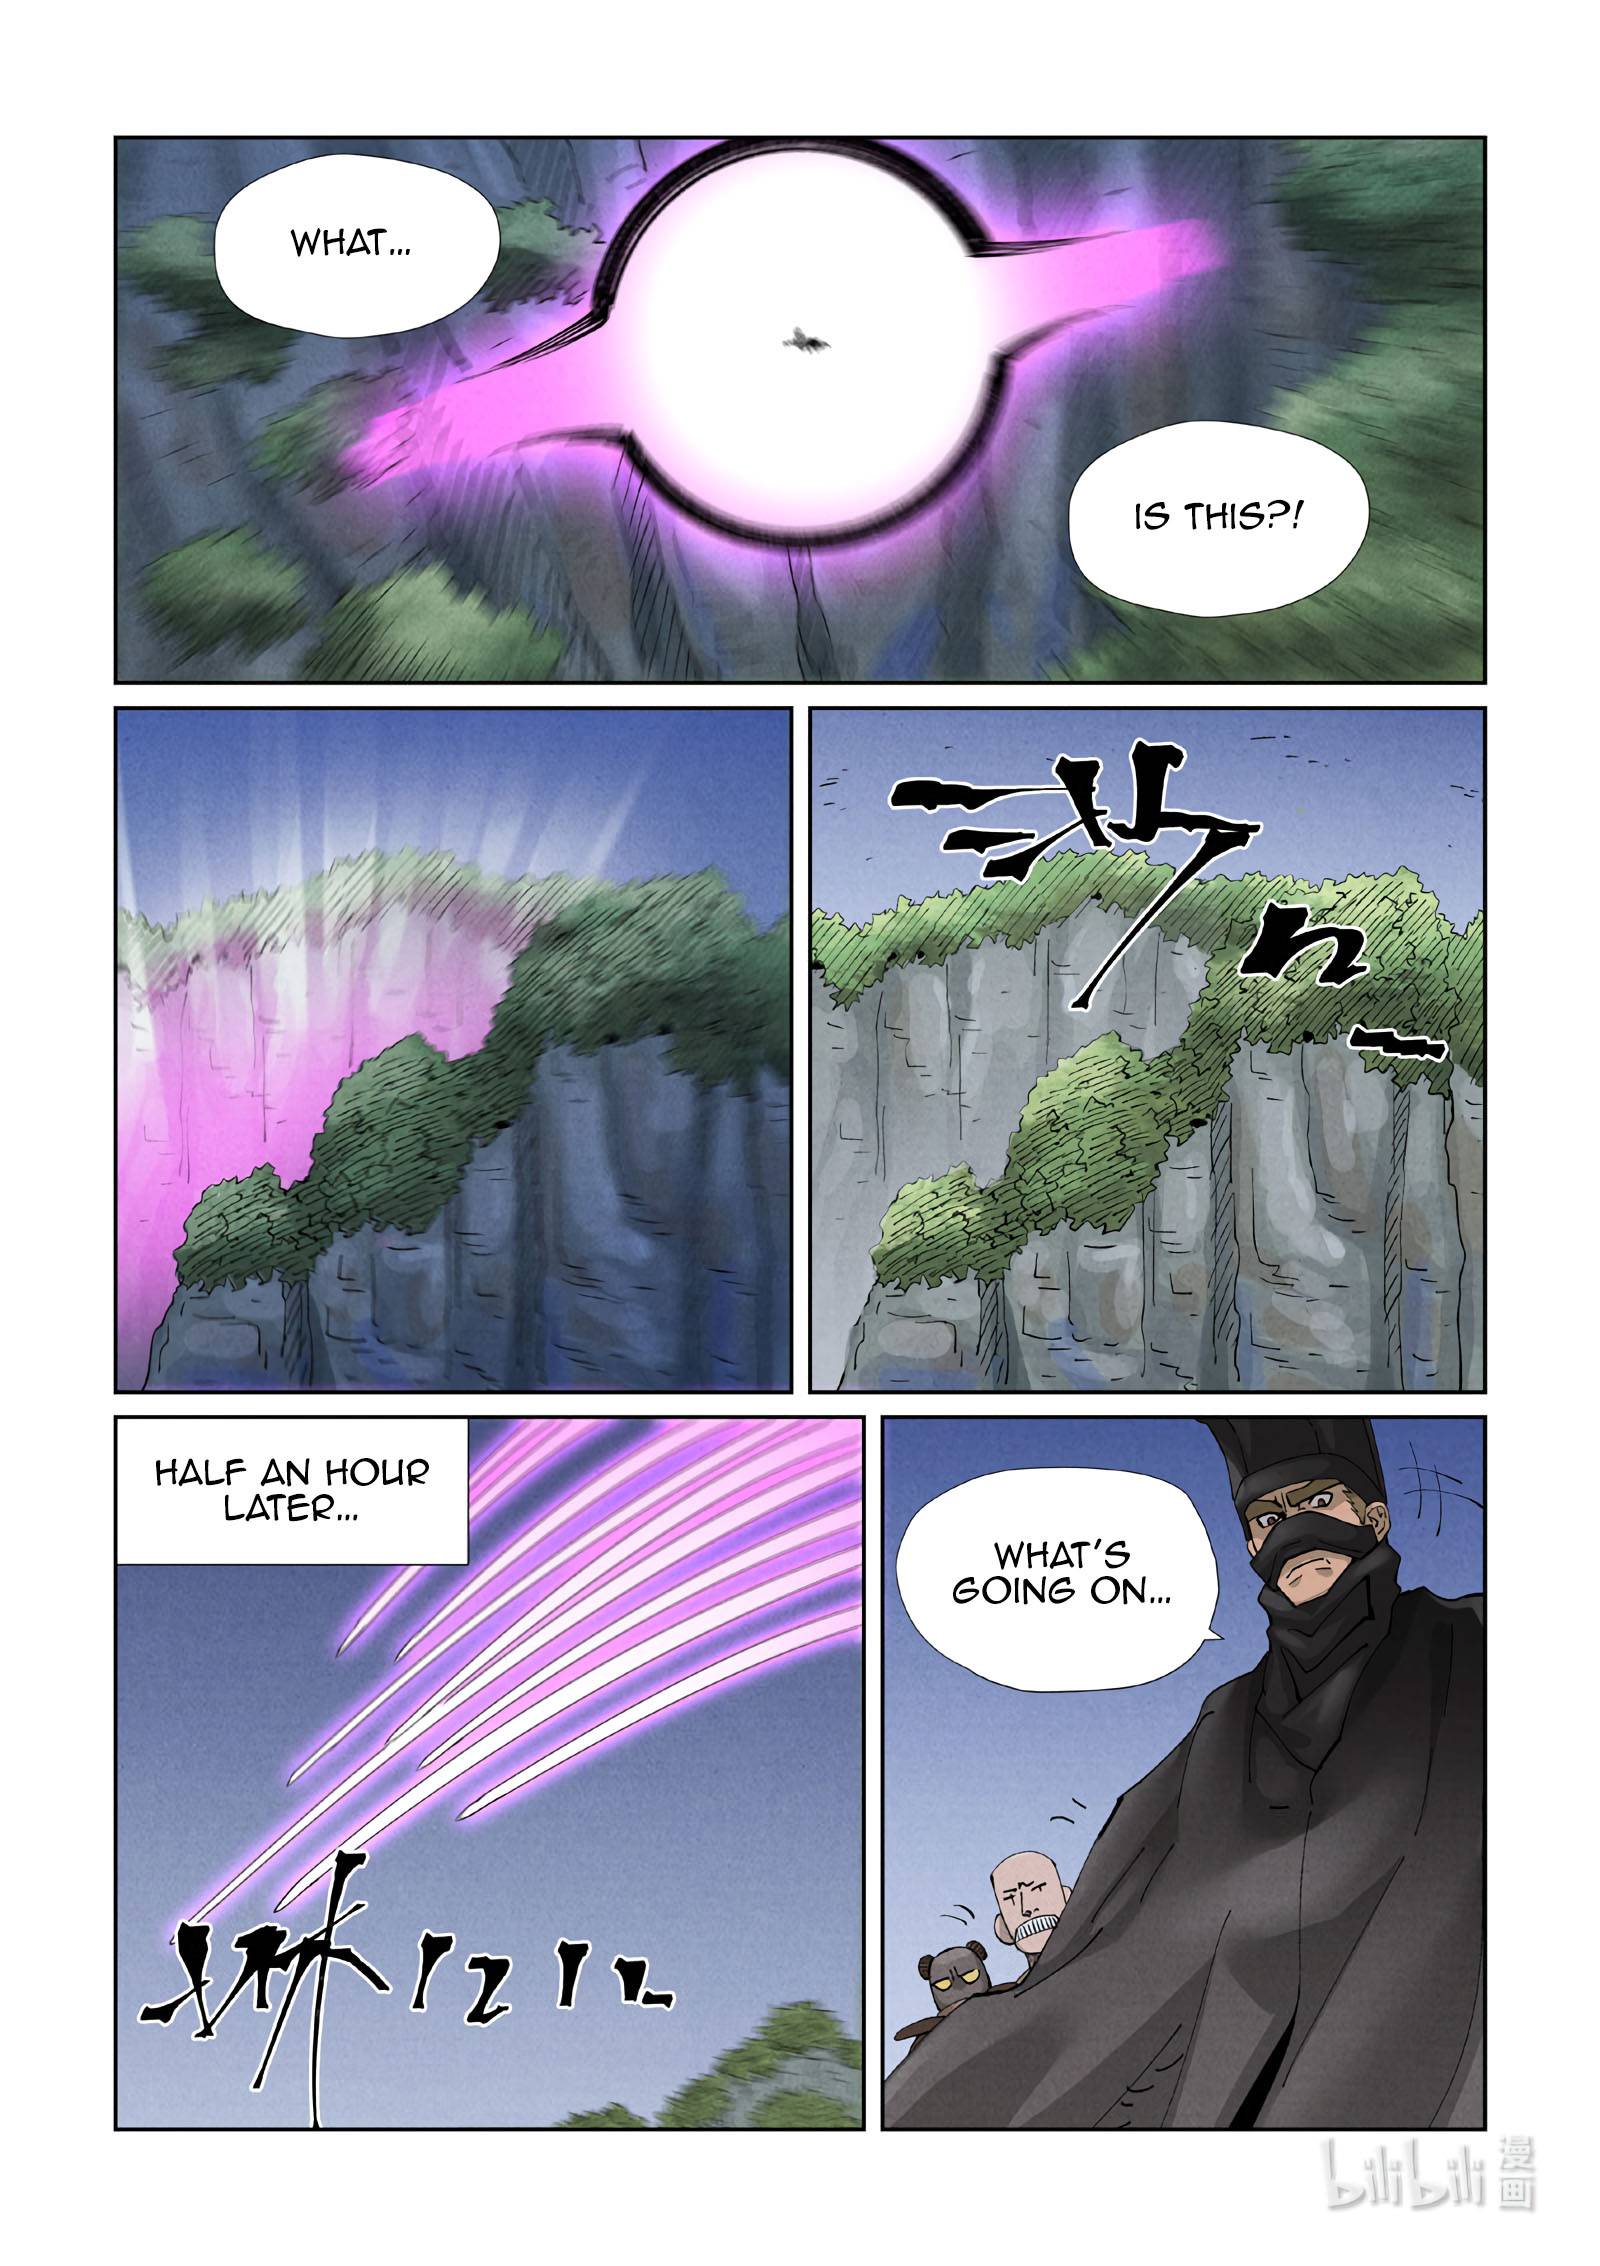 WHAT...
IS THIS?!
HALF AN HOUR
LATER...
WHAT'S
GOING ON...
bilibili
漫画